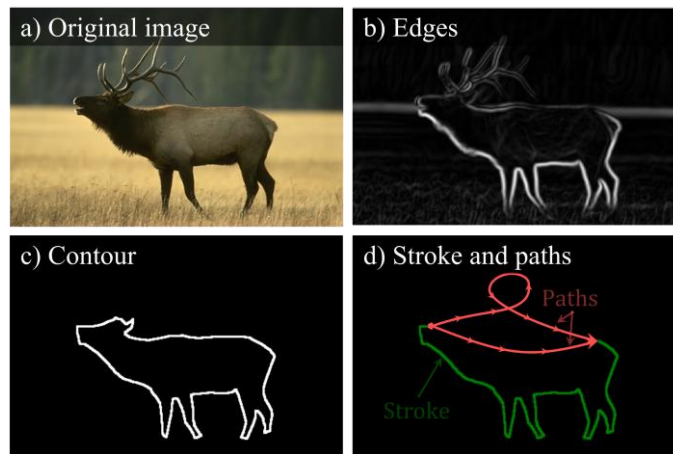 a) Original image
b) Edges
c) Contour
d) Stroke and paths
Paths
Stroke